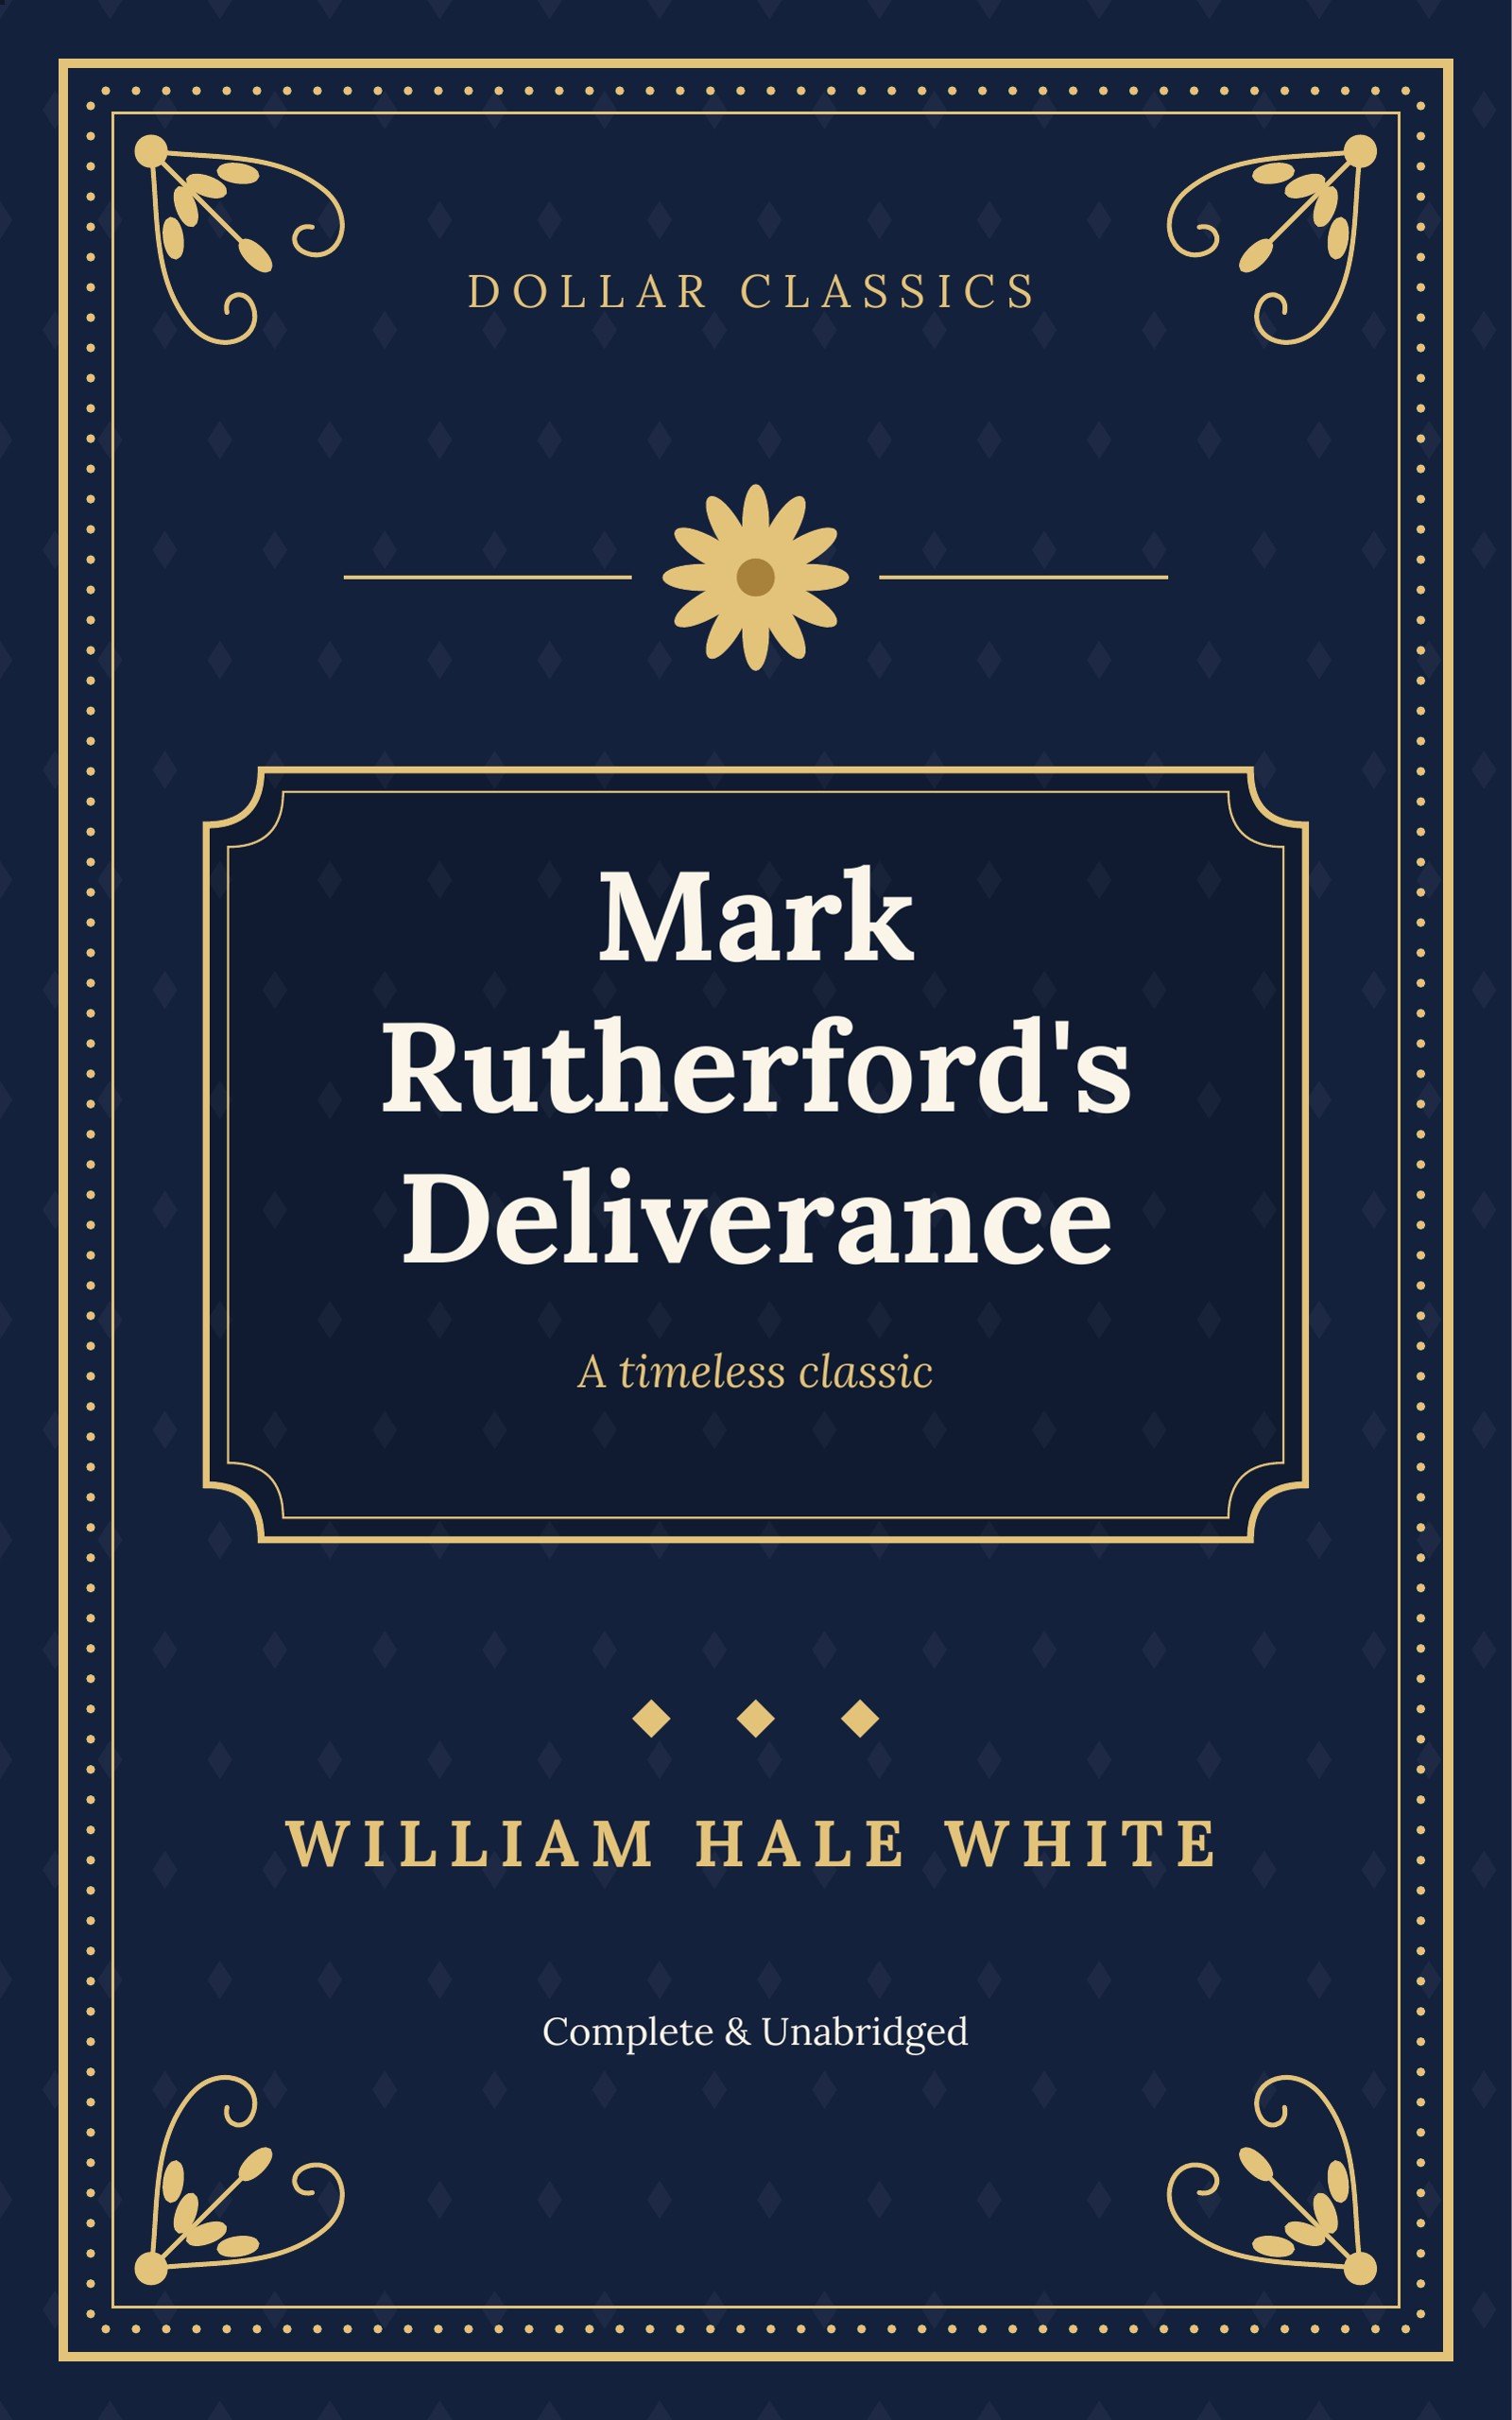 DOLLAR CLASSICS
Mark
Rutherford's
Deliverance
A timeless classic
WILLIAM HALE WHITE
Complete & Unabridged